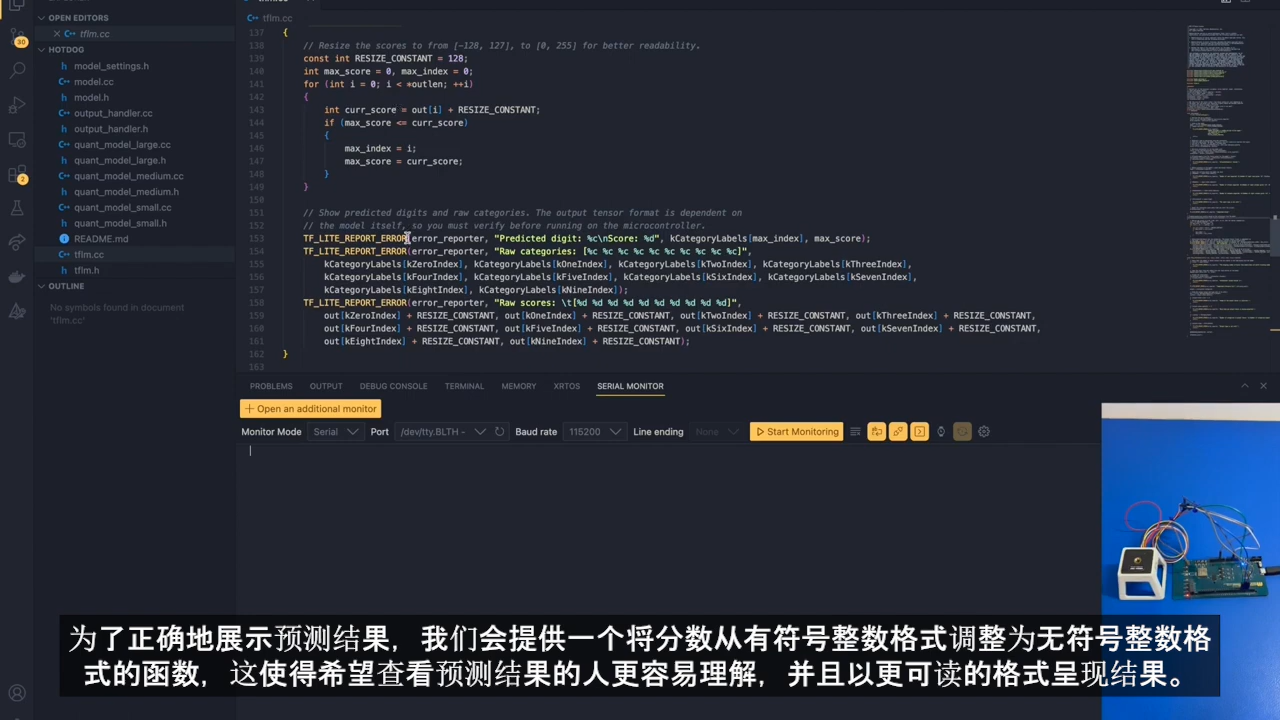 OPEN EDITORS
tflm.cc
HOTDOG
model_settings.h
model.cc
model.h
output_handler.cc
output_handler.h
quant_model_large.cc
quant_model_large.h
quant_model_medium.cc
quant_model_medium.h
quant_model_small.cc
quant_model_small.h
README.md
tflm.cc
tflm.h
OUTLINE
No symbols found in document
'tflm.cc'
30
2
tflm.cc
137 {
138 // Resize the scores to from [-128, 127], to [0, 255] for better readability.
139 const int RESIZE_CONSTANT = 128;
140 int max_score = 0, max_index = 0;
141 for (int i = 0; i < *outlen; ++i)
142 {
143 int curr_score = out[i] + RESIZE_CONSTANT;
144 if (max_score <= curr_score)
145 {
146 max_index = i;
147 max_score = curr_score;
148 }
149 }
150
151 // Show predicted digits and raw categories. The output tensor format is dependent on
152 // the model itself, so you must verify before running on the microcontroller.
153 TF_LITE_REPORT_ERROR(error_reporter, "Predicted digit: %c\nScore: %d", kCategoryLabels[max_index], max_score);
154 TF_LITE_REPORT_ERROR(error_reporter, "Raw categories: [%c %c %c %c %c %c %c %c %c %c]",
155 kCategoryLabels[kZeroIndex], kCategoryLabels[kOneIndex], kCategoryLabels[kTwoIndex], kCategoryLabels[kThreeIndex],
156 kCategoryLabels[kFourIndex], kCategoryLabels[kFiveIndex], kCategoryLabels[kSixIndex], kCategoryLabels[kSevenIndex],
157 kCategoryLabels[kEightIndex], kCategoryLabels[kNineIndex]);
158 TF_LITE_REPORT_ERROR(error_reporter, "Raw scores: \t[%d %d %d %d %d %d %d %d %d %d]",
159 out[kZeroIndex] + RESIZE_CONSTANT, out[kOneIndex] + RESIZE_CONSTANT, out[kTwoIndex] + RESIZE_CONSTANT, out[kThreeIndex] + RESIZE_CONSTANT,
160 out[kFourIndex] + RESIZE_CONSTANT, out[kFiveIndex] + RESIZE_CONSTANT, out[kSixIndex] + RESIZE_CONSTANT, out[kSevenIndex] + RESIZE_CONSTANT,
161 out[kEightIndex] + RESIZE_CONSTANT, out[kNineIndex] + RESIZE_CONSTANT);
162 }
163
PROBLEMS OUTPUT DEBUG CONSOLE TERMINAL MEMORY XRTOS SERIAL MONITOR
Open an additional monitor
Monitor Mode Serial Port /dev/tty.BLTH - Baud rate 115200 Line ending None Start Monitoring
为了正确地展示预测结果，我们会提供一个将分数从有符号整数格式调整为无符号整数格
式的函数，这使得希望查看预测结果的人更容易理解，并且以更可读的格式呈现结果。